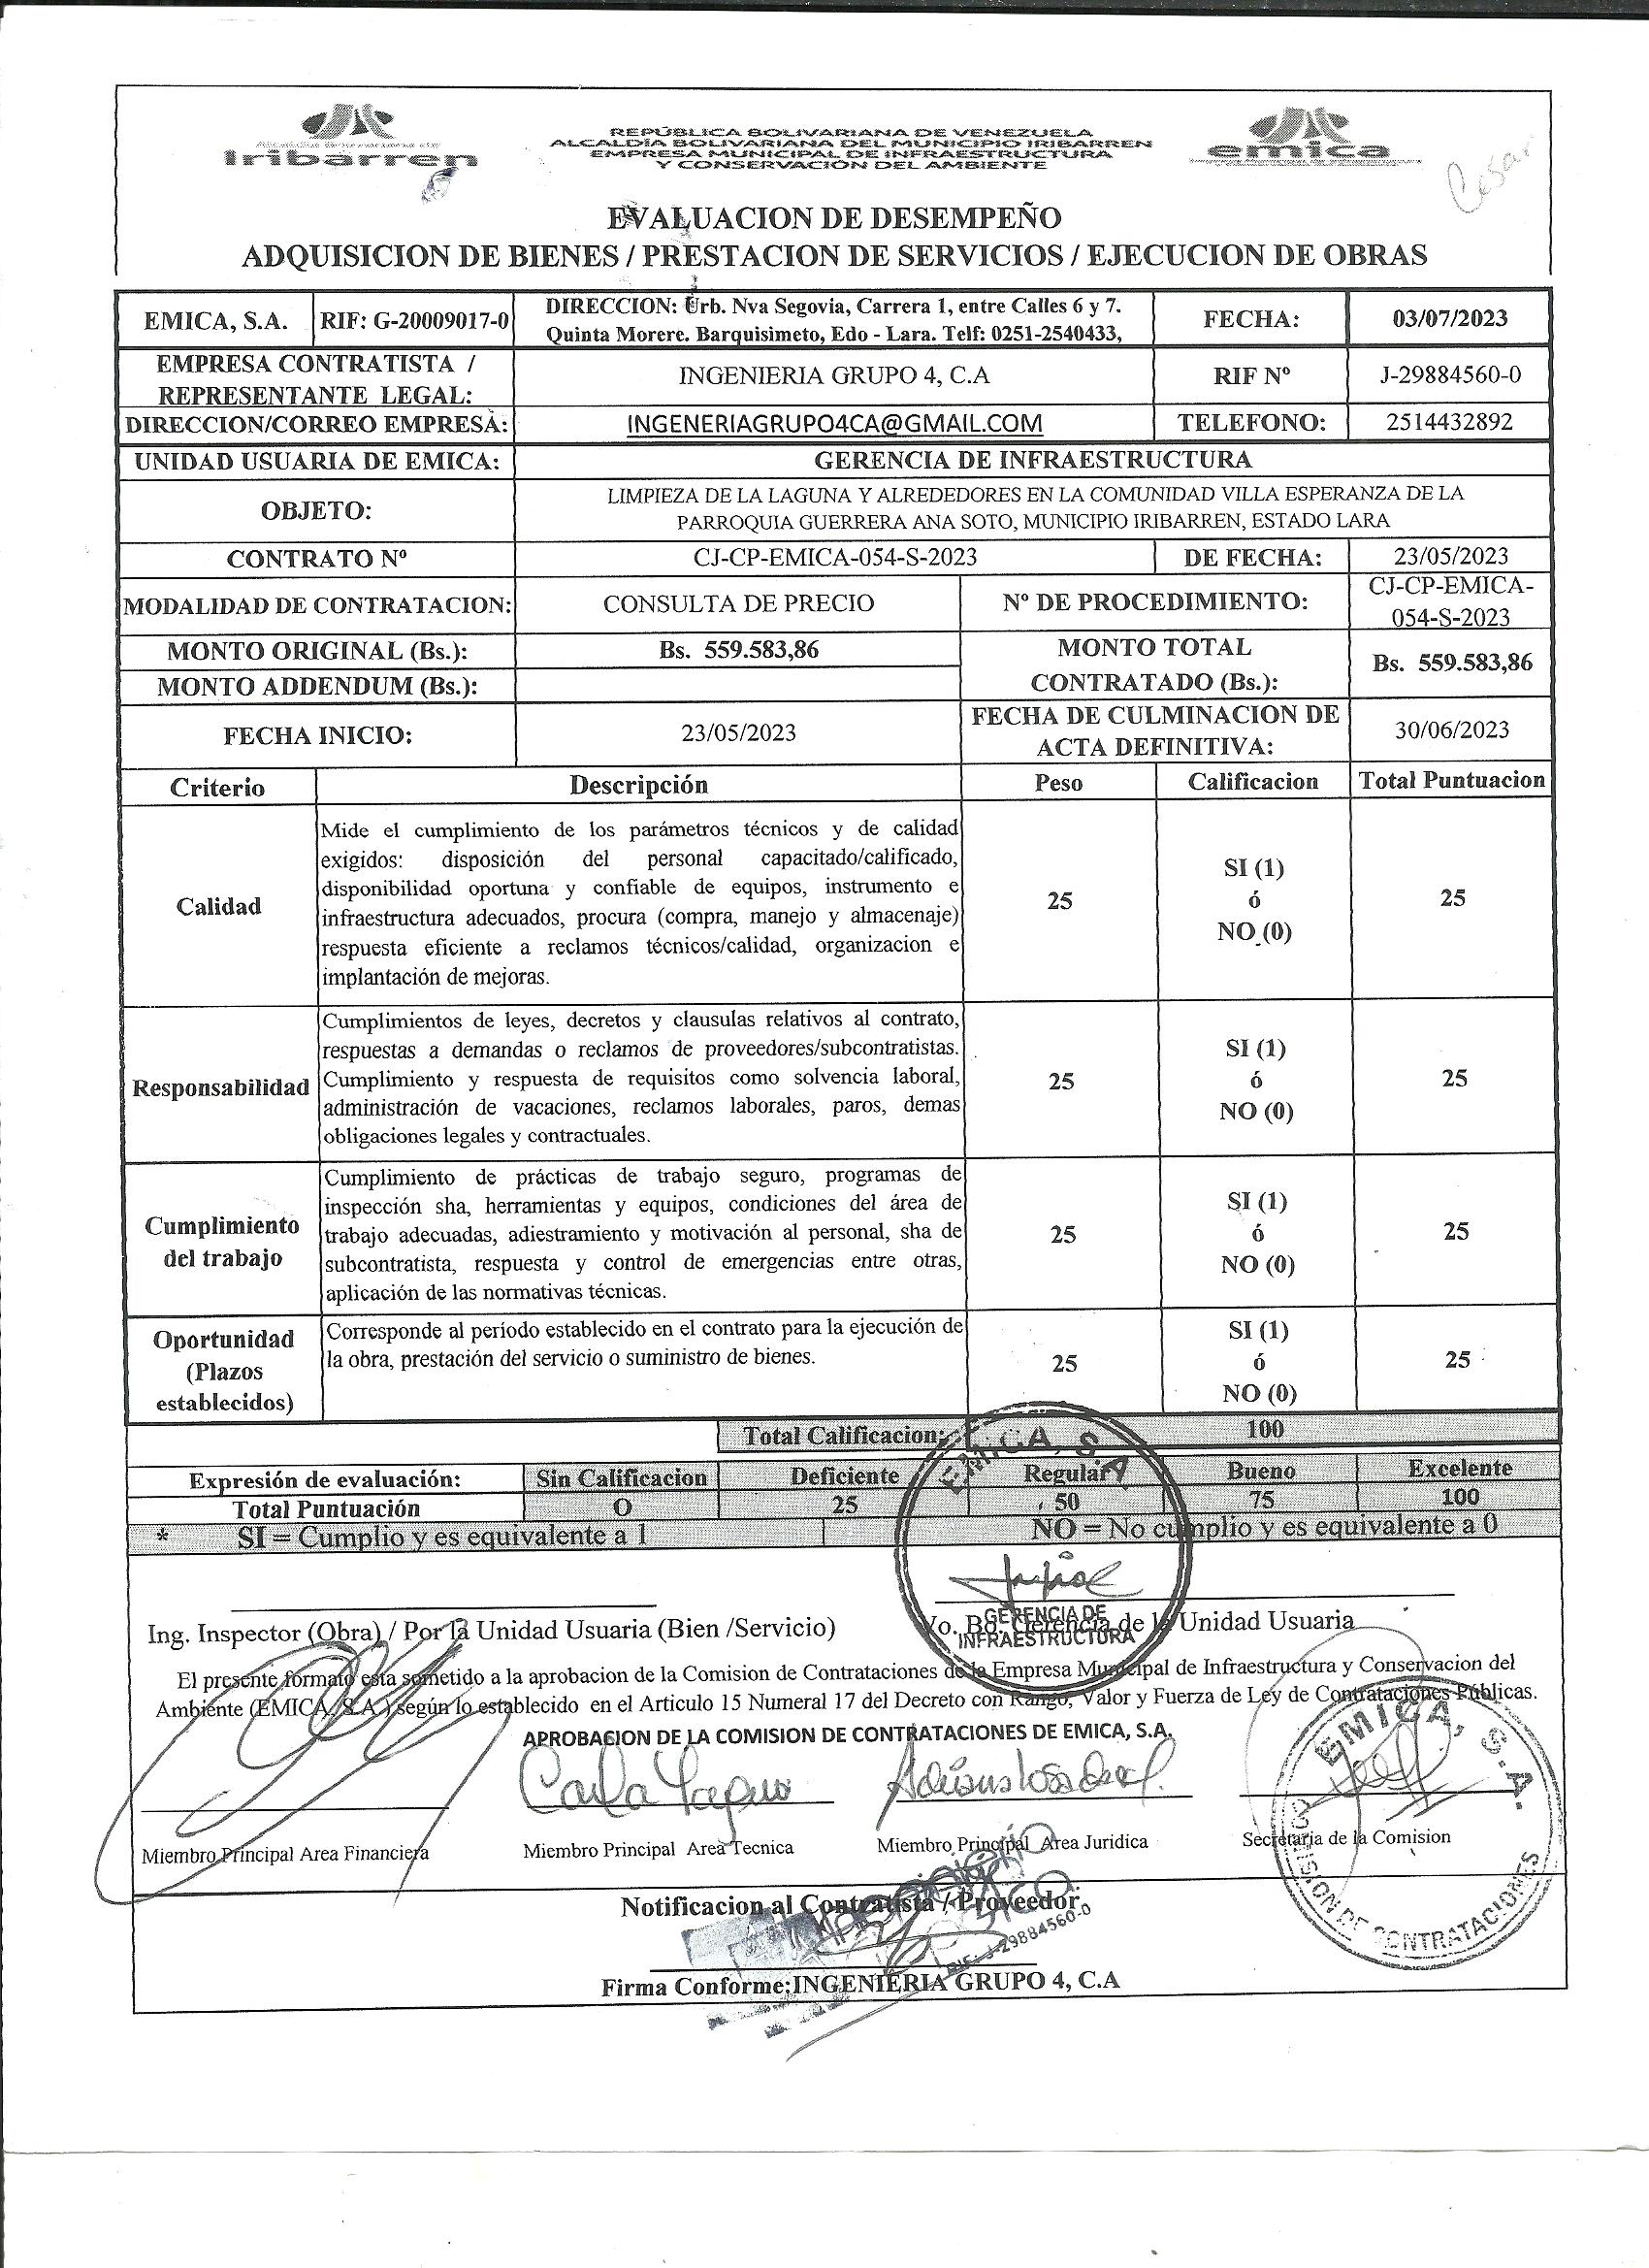 Alcaldía Bolivariana de
Iribarren
REPÚBLICA BOLIVARIANA DE VENEZUELA
ALCALDÍA BOLIVARIANA DEL MUNICIPIO IRIBARREN
EMPRESA MUNICIPAL DE INFRAESTRUCTURA
Y CONSERVACIÓN DEL AMBIENTE
emica
Cesar
EVALUACION DE DESEMPEÑO
ADQUISICION DE BIENES / PRESTACION DE SERVICIOS / EJECUCION DE OBRAS
EMICA, S.A. RIF: G-20009017-0 DIRECCION: Urb. Nva Segovia, Carrera 1, entre Calles 6 y 7. FECHA: 03/07/2023
Quinta Morere. Barquisimeto, Edo - Lara. Telf: 0251-2540433,
EMPRESA CONTRATISTA /
REPRESENTANTE LEGAL: INGENIERIA GRUPO 4, C.A RIF Nº J-29884560-0
DIRECCION/CORREO EMPRESA: INGENERIAGRUPO4CA@GMAIL.COM TELEFONO: 2514432892
UNIDAD USUARIA DE EMICA: GERENCIA DE INFRAESTRUCTURA
OBJETO: LIMPIEZA DE LA LAGUNA Y ALREDEDORES EN LA COMUNIDAD VILLA ESPERANZA DE LA
PARROQUIA GUERRERA ANA SOTO, MUNICIPIO IRIBARREN, ESTADO LARA
CONTRATO Nº CJ-CP-EMICA-054-S-2023 DE FECHA: 23/05/2023
MODALIDAD DE CONTRATACION: CONSULTA DE PRECIO Nº DE PROCEDIMIENTO: CJ-CP-EMICA-
054-S-2023
MONTO ORIGINAL (Bs.): Bs. 559.583,86 MONTO TOTAL
CONTRATADO (Bs.): Bs. 559.583,86
MONTO ADDENDUM (Bs.):
FECHA INICIO: 23/05/2023 FECHA DE CULMINACION DE
ACTA DEFINITIVA: 30/06/2023
Criterio Descripción Peso Calificacion Total Puntuacion
Calidad
Mide el cumplimiento de los parámetros técnicos y de calidad
exigidos: disposición del personal capacitado/calificado,
disponibilidad oportuna y confiable de equipos, instrumento e
infraestructura adecuados, procura (compra, manejo y almacenaje)
respuesta eficiente a reclamos técnicos/calidad, organizacion e
implantación de mejoras.
25
SI (1)
ó
NO (0)
25
Responsabilidad
Cumplimientos de leyes, decretos y clausulas relativos al contrato,
respuestas a demandas o reclamos de proveedores/subcontratistas.
Cumplimiento y respuesta de requisitos como solvencia laboral,
administración de vacaciones, reclamos laborales, paros, demas
obligaciones legales y contractuales.
25
SI (1)
ó
NO (0)
25
Cumplimiento
del trabajo
Cumplimiento de prácticas de trabajo seguro, programas de
inspección sha, herramientas y equipos, condiciones del área de
trabajo adecuadas, adiestramiento y motivación al personal, sha de
subcontratista, respuesta y control de emergencias entre otras,
aplicación de las normativas técnicas.
25
SI (1)
ó
NO (0)
25
Oportunidad
(Plazos
establecidos)
Corresponde al período establecido en el contrato para la ejecución de
la obra, prestación del servicio o suministro de bienes.
25
SI (1)
ó
NO (0)
25
Total Calificacion: 100
Expresión de evaluación: Sin Calificacion Deficiente Regular Bueno Excelente
Total Puntuación O 25 50 75 100
* SI = Cumplio y es equivalente a 1 NO = No cumplio y es equivalente a 0
EMICA, S.A.
GERENCIA DE
INFRAESTRUCTURA
Ing. Inspector (Obra) / Por la Unidad Usuaria (Bien /Servicio) Vo. Bo. Gerencia de la Unidad Usuaria
El presente formato esta sometido a la aprobacion de la Comision de Contrataciones de la Empresa Municipal de Infraestructura y Conservacion del
Ambiente (EMICA, S.A.) según lo establecido en el Articulo 15 Numeral 17 del Decreto con Rango, Valor y Fuerza de Ley de Contrataciones Públicas.
APROBACION DE LA COMISION DE CONTRATACIONES DE EMICA, S.A.
Carla
Miembro Principal Area Financiera Miembro Principal Area Tecnica Miembro Principal Area Juridica Secretaria de la Comision
EMICA, S.A.
COMISION DE CONTRATACIONES
Notificacion al Contratista / Proveedor
RIF: J-29884560-0
Firma Conforme:INGENIERIA GRUPO 4, C.A